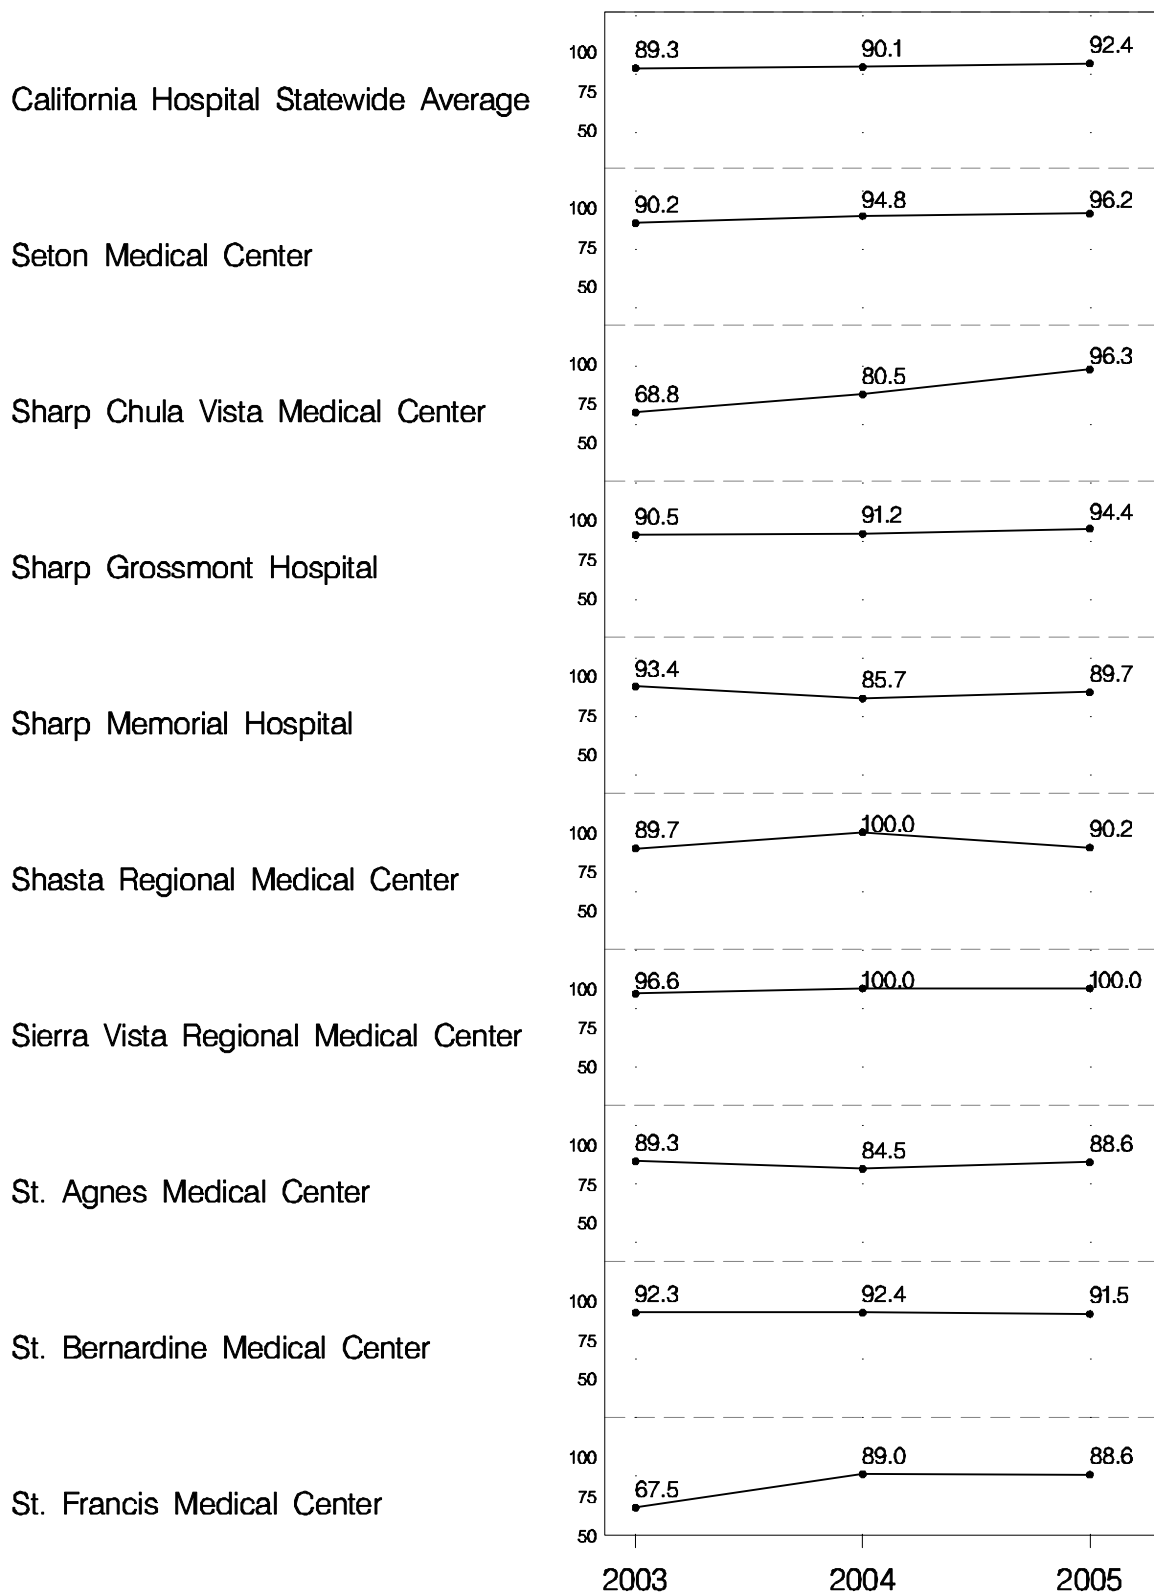 100 89.3 90.1 92.4
California Hospital Statewide Average 75
50
100 90.2 94.8 96.2
Seton Medical Center 75
50
100 68.8 80.5 96.3
Sharp Chula Vista Medical Center 75
50
100 90.5 91.2 94.4
Sharp Grossmont Hospital 75
50
100 93.4 85.7 89.7
Sharp Memorial Hospital 75
50
100 89.7 100.0 90.2
Shasta Regional Medical Center 75
50
100 96.6 100.0 100.0
Sierra Vista Regional Medical Center 75
50
100 89.3 84.5 88.6
St. Agnes Medical Center 75
50
100 92.3 92.4 91.5
St. Bernardine Medical Center 75
50
100 67.5 89.0 88.6
St. Francis Medical Center 75
50
2003 2004 2005